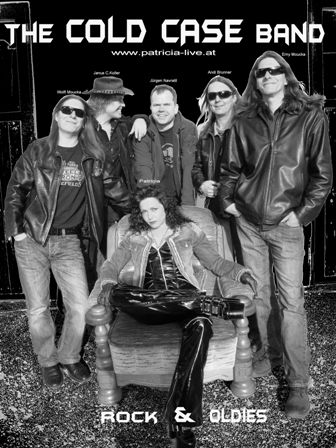 THE COLD CASE BAND
www.patricia-live.at
Wolfi Moucka
Janus C. Koller
Jürgen Navratil
Andi Brunner
Erny Moucka
Patricia
ROCK & OLDIES